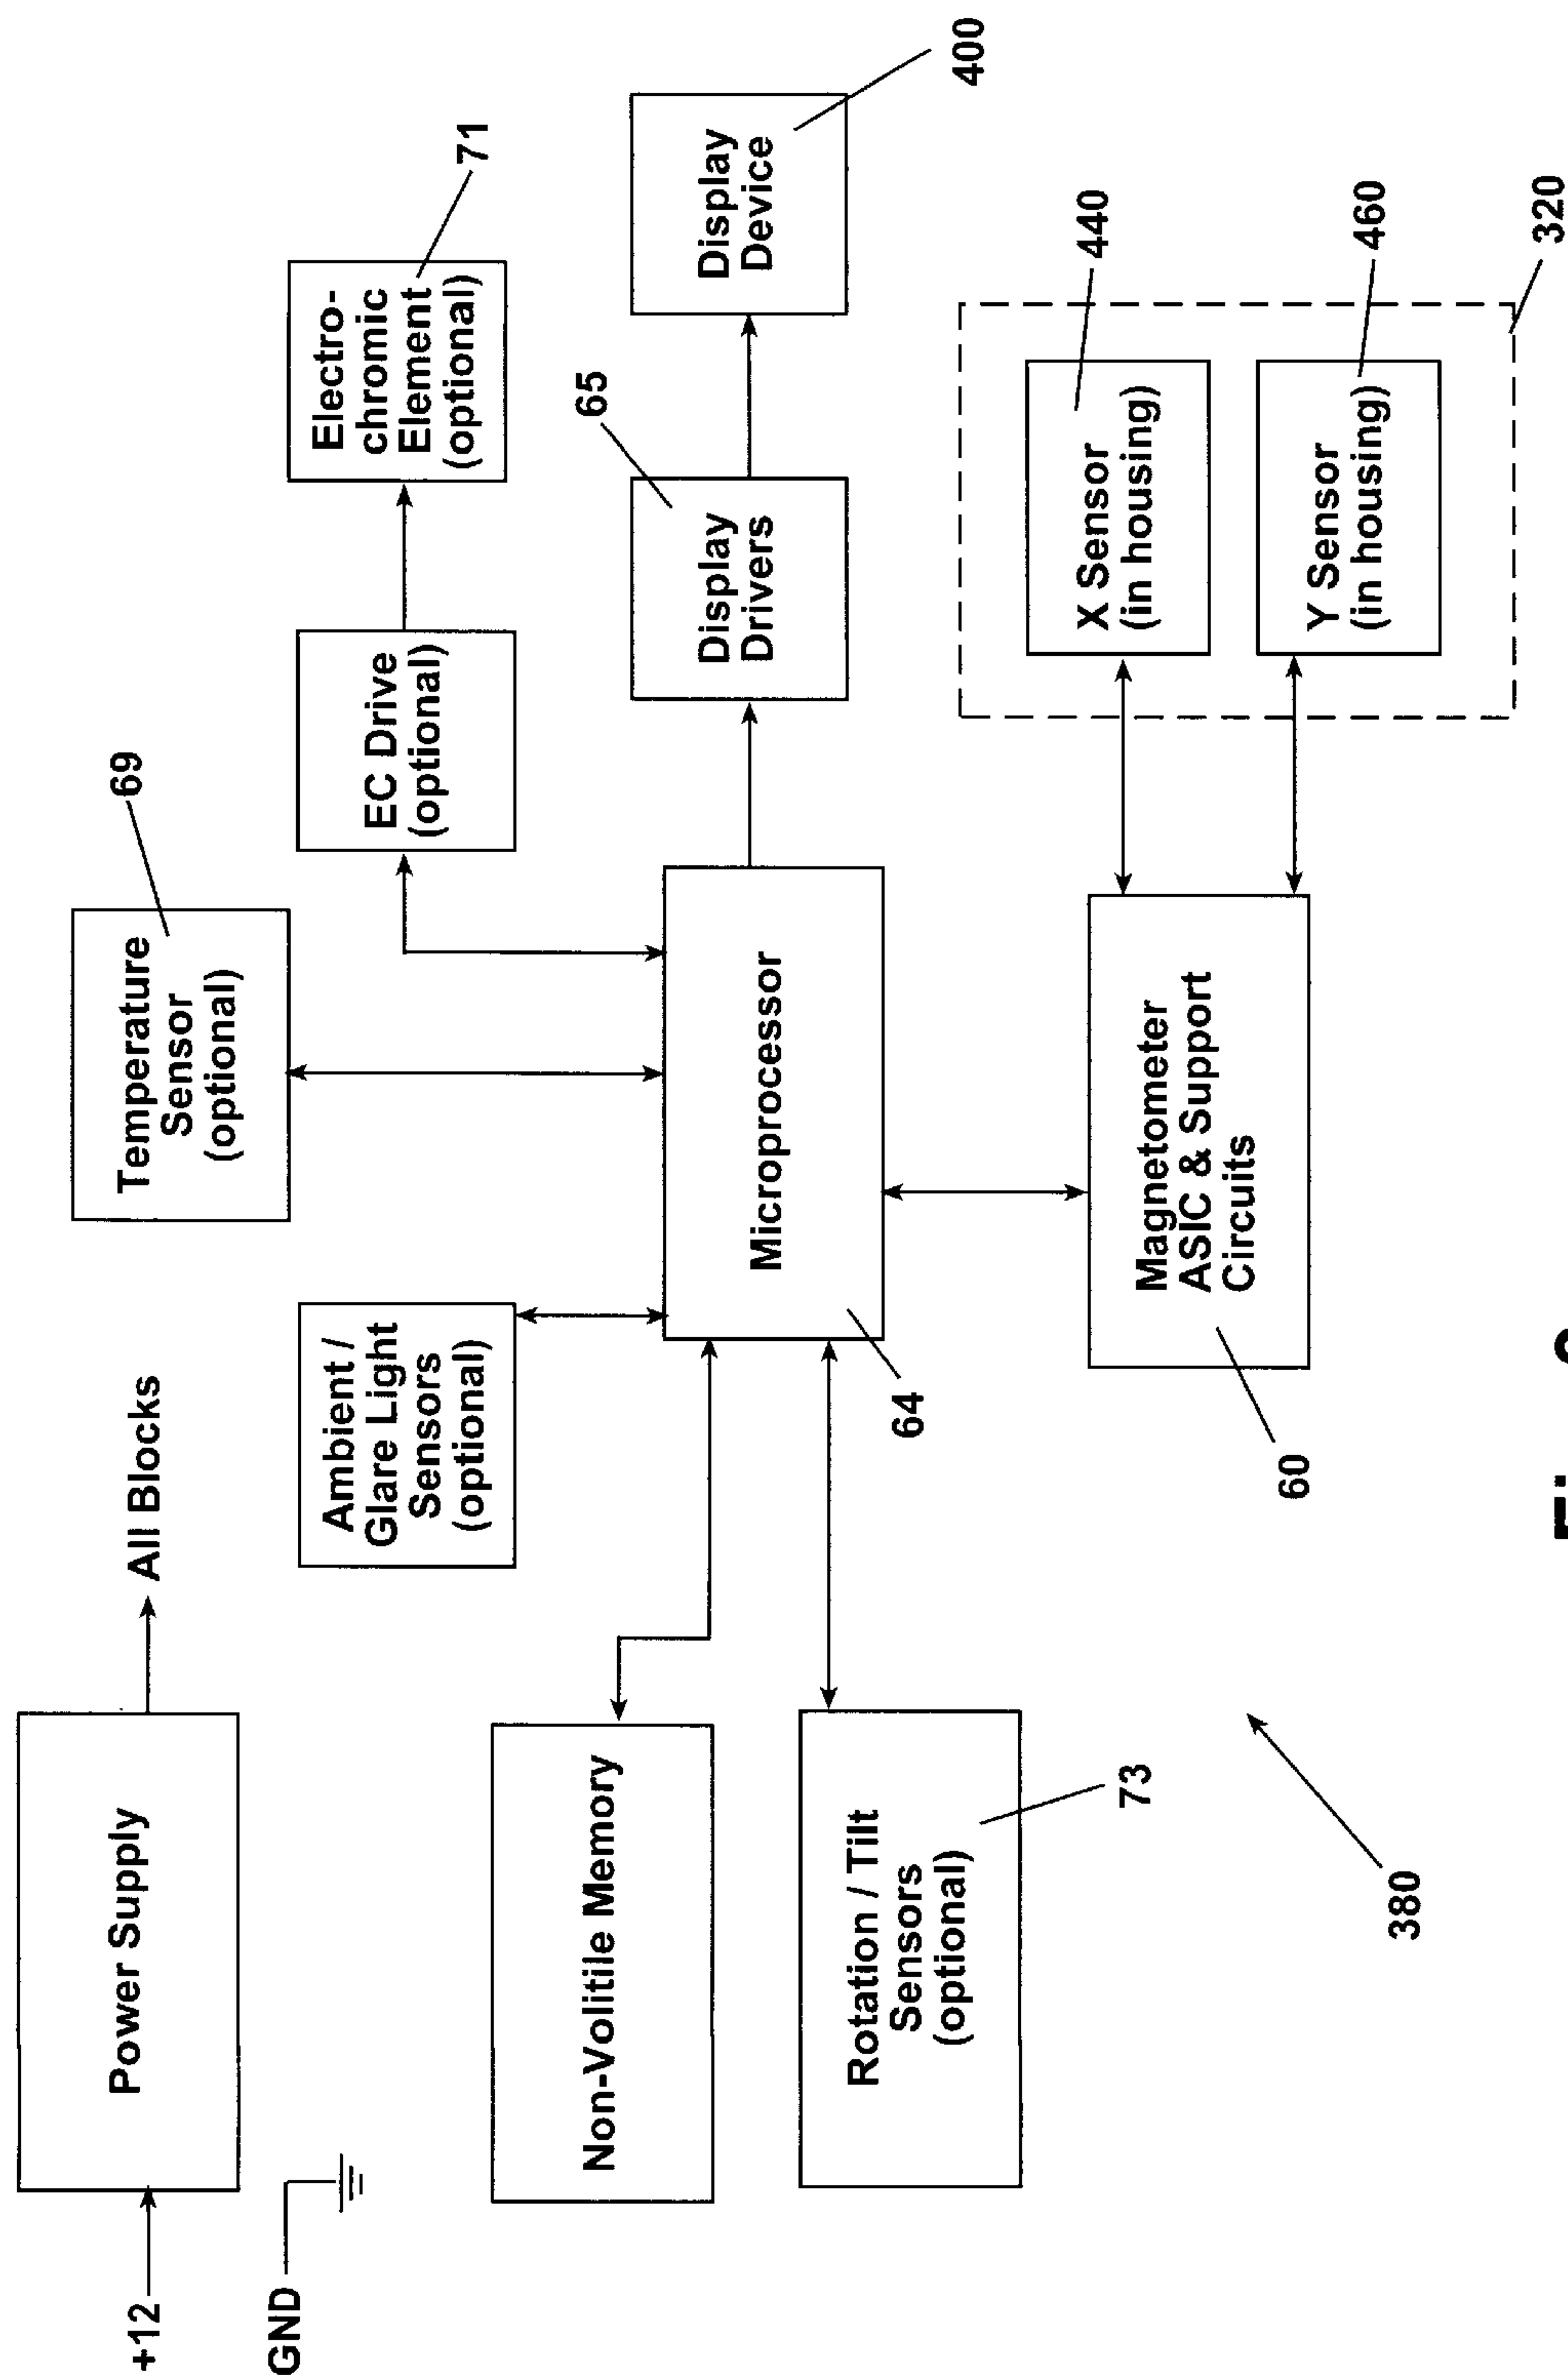 +12
Power Supply
All Blocks
GND
Temperature
Sensor
(optional)
69
Ambient /
Glare Light
Sensors
(optional)
EC Drive
(optional)
Electro-
chromic
Element
(optional)
71
Non-Volitile Memory
Microprocessor
64
Display
Drivers
65
Display
Device
400
Rotation / Tilt
Sensors
(optional)
73
Magnetometer
ASIC & Support
Circuits
60
X Sensor
(in housing)
440
Y Sensor
(in housing)
460
320
380